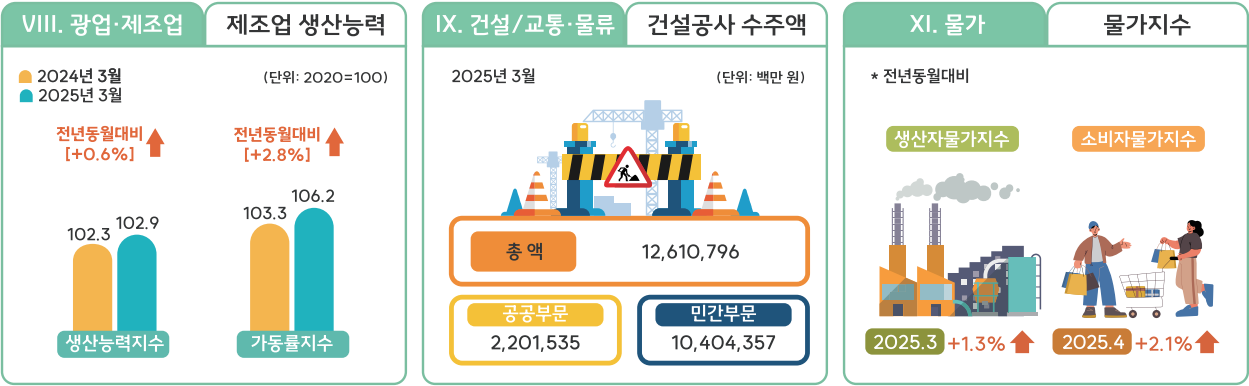 VIII. 광업·제조업
제조업 생산능력
2024년 3월
2025년 3월
(단위: 2020=100)
전년동월대비
[+0.6%]
전년동월대비
[+2.8%]
102.3
102.9
103.3
106.2
생산능력지수
가동률지수
IX. 건설/교통·물류
건설공사 수주액
2025년 3월
(단위: 백만 원)
총 액
12,610,796
공공부문
2,201,535
민간부문
10,404,357
XI. 물가
물가지수
* 전년동월대비
생산자물가지수
소비자물가지수
2025.3
+1.3%
2025.4
+2.1%